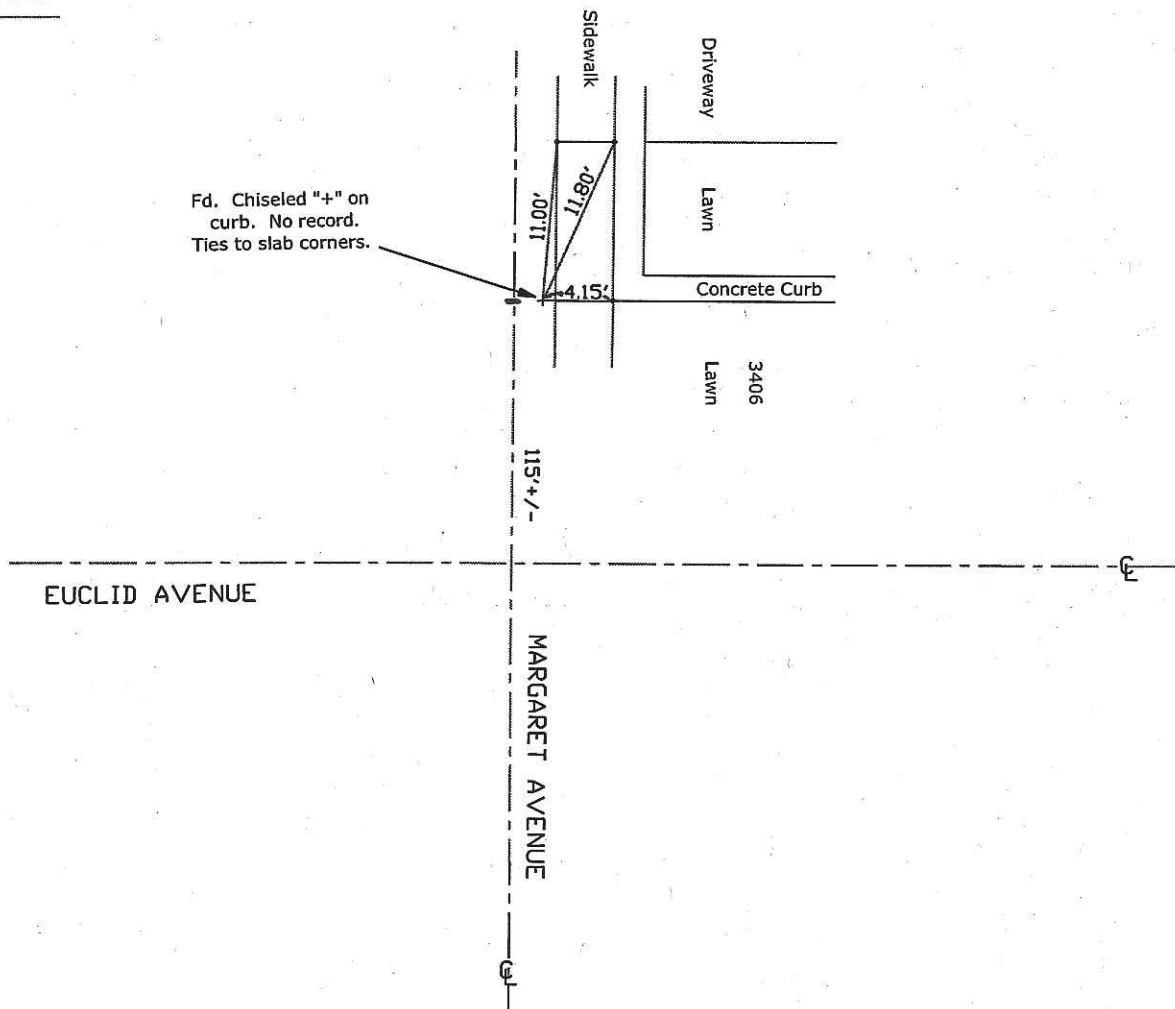 Sidewalk
Driveway
Fd. Chiseled "+" on
curb. No record.
Ties to slab corners.
11.00'
11.80'
Lawn
4.15'
Concrete Curb
3406
Lawn
115'+/-
EUCLID AVENUE
℄
MARGARET AVENUE
℄